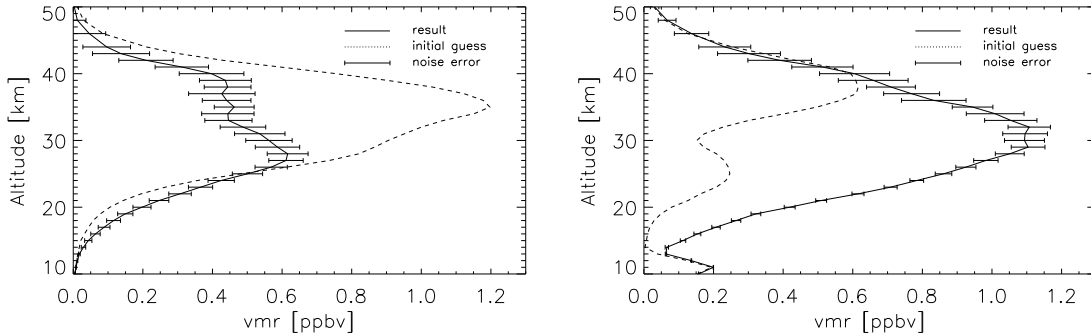 50
40
30
20
10
Altitude [km]
0.0 0.2 0.4 0.6 0.8 1.0 1.2
vmr [ppbv]
result
initial guess
noise error
50
40
30
20
10
Altitude [km]
0.0 0.2 0.4 0.6 0.8 1.0 1.2
vmr [ppbv]
result
initial guess
noise error